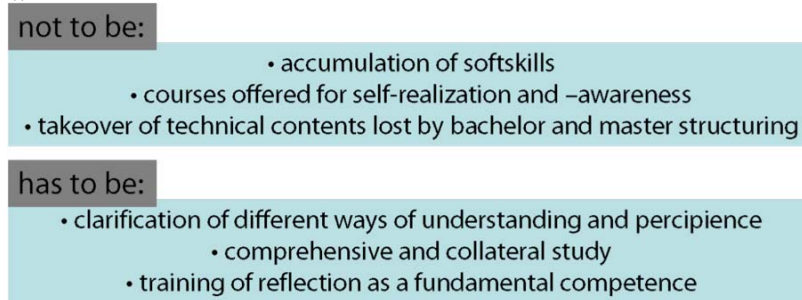 not to be:
• accumulation of softskills
• courses offered for self-realization and –awareness
• takeover of technical contents lost by bachelor and master structuring
has to be:
• clarification of different ways of understanding and percipience
• comprehensive and collateral study
• training of reflection as a fundamental competence